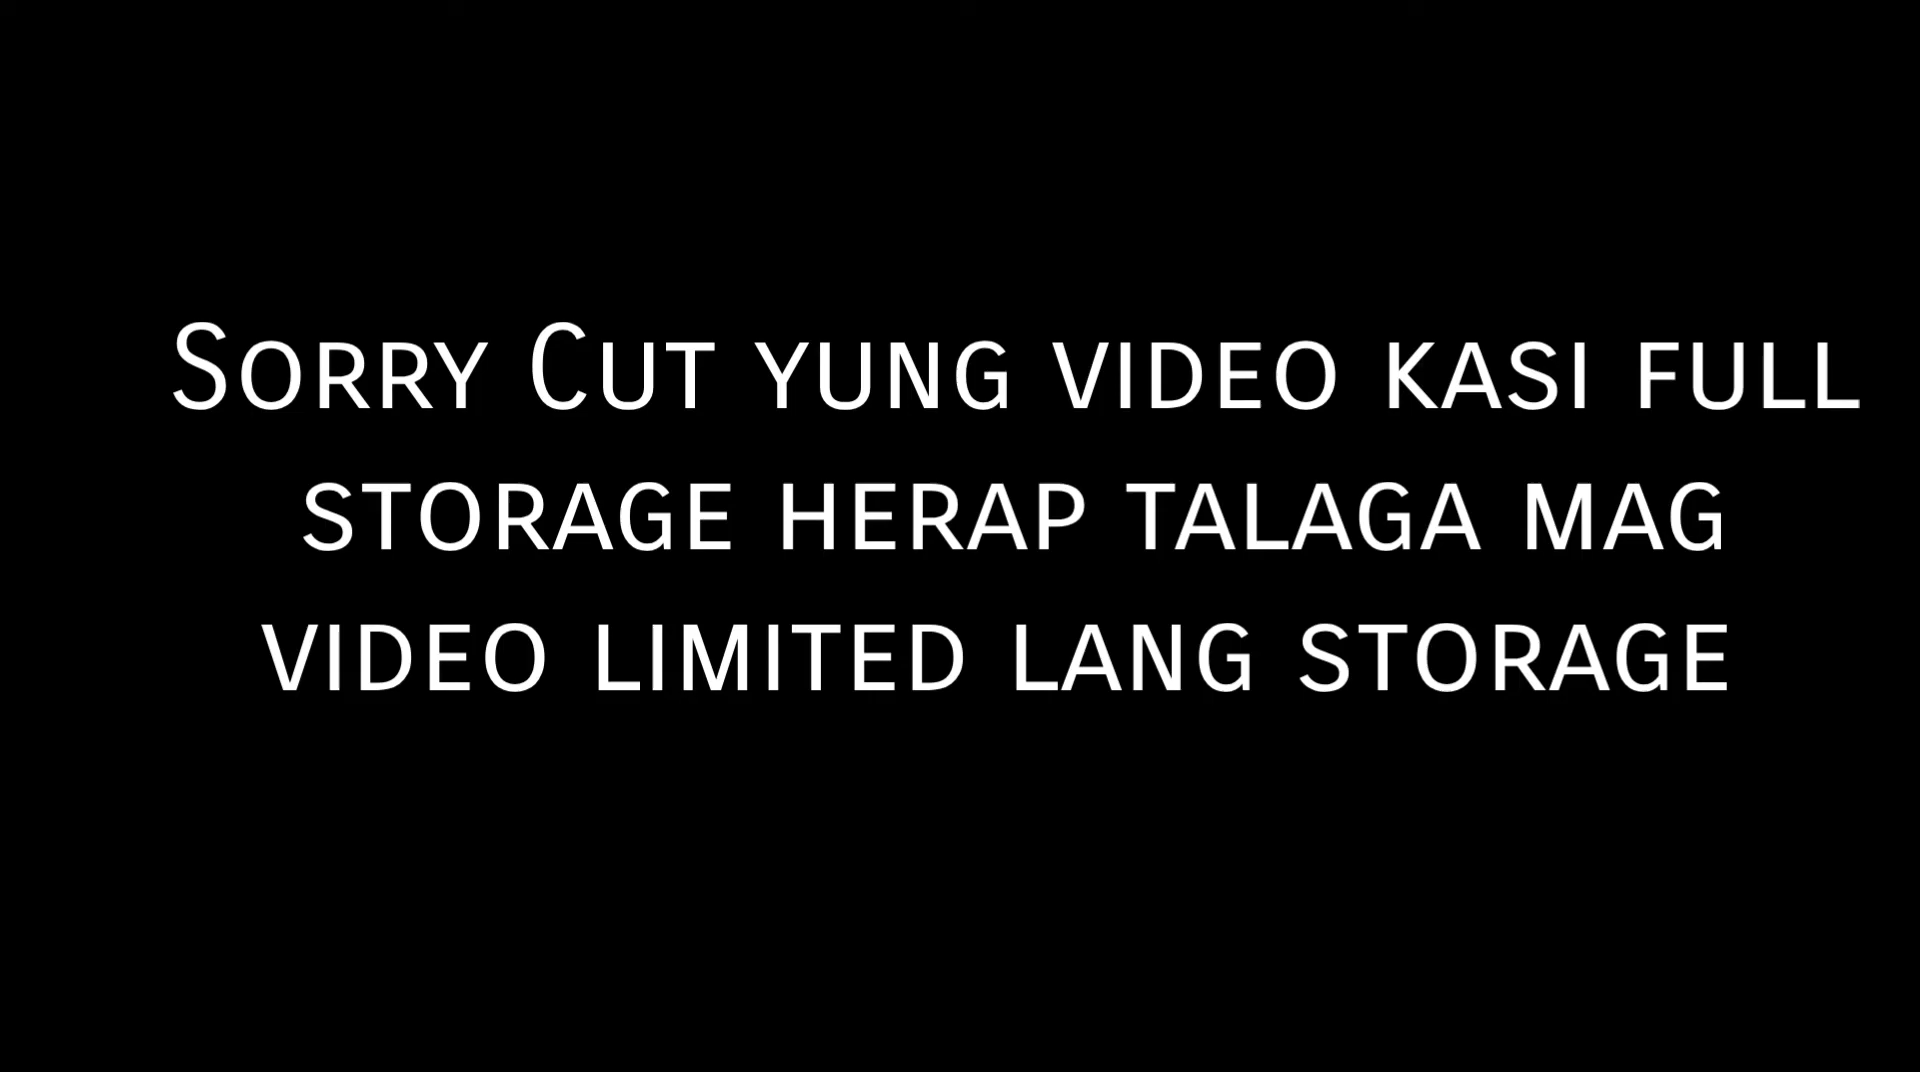 Sorry Cut yung video kasi full
storage herap talaga mag
video limited lang storage